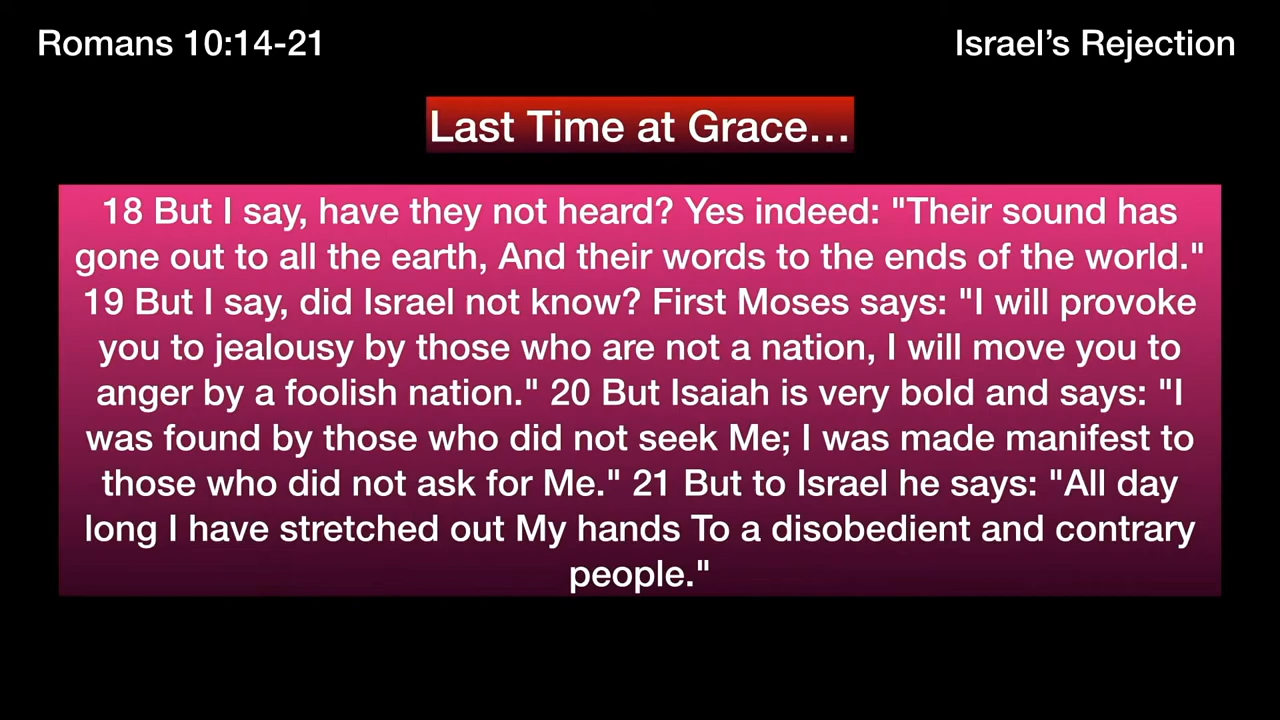 Romans 10:14-21
Israel’s Rejection
Last Time at Grace…
18 But I say, have they not heard? Yes indeed: "Their sound has
gone out to all the earth, And their words to the ends of the world."
19 But I say, did Israel not know? First Moses says: "I will provoke
you to jealousy by those who are not a nation, I will move you to
anger by a foolish nation." 20 But Isaiah is very bold and says: "I
was found by those who did not seek Me; I was made manifest to
those who did not ask for Me." 21 But to Israel he says: "All day
long I have stretched out My hands To a disobedient and contrary
people."